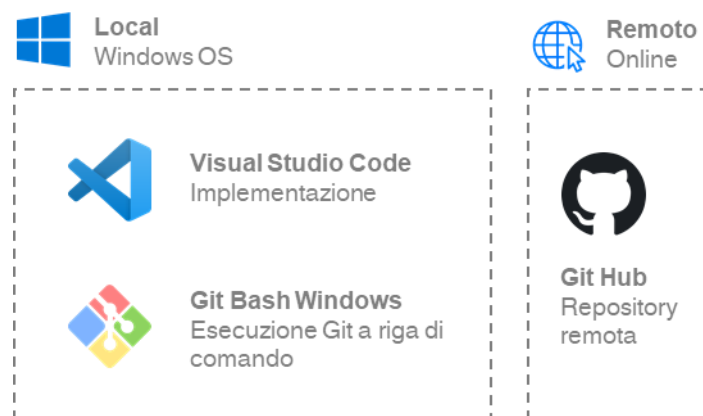 Local
Windows OS
Remoto
Online
Visual Studio Code
Implementazione
Git Bash Windows
Esecuzione Git a riga di
comando
Git Hub
Repository
remota